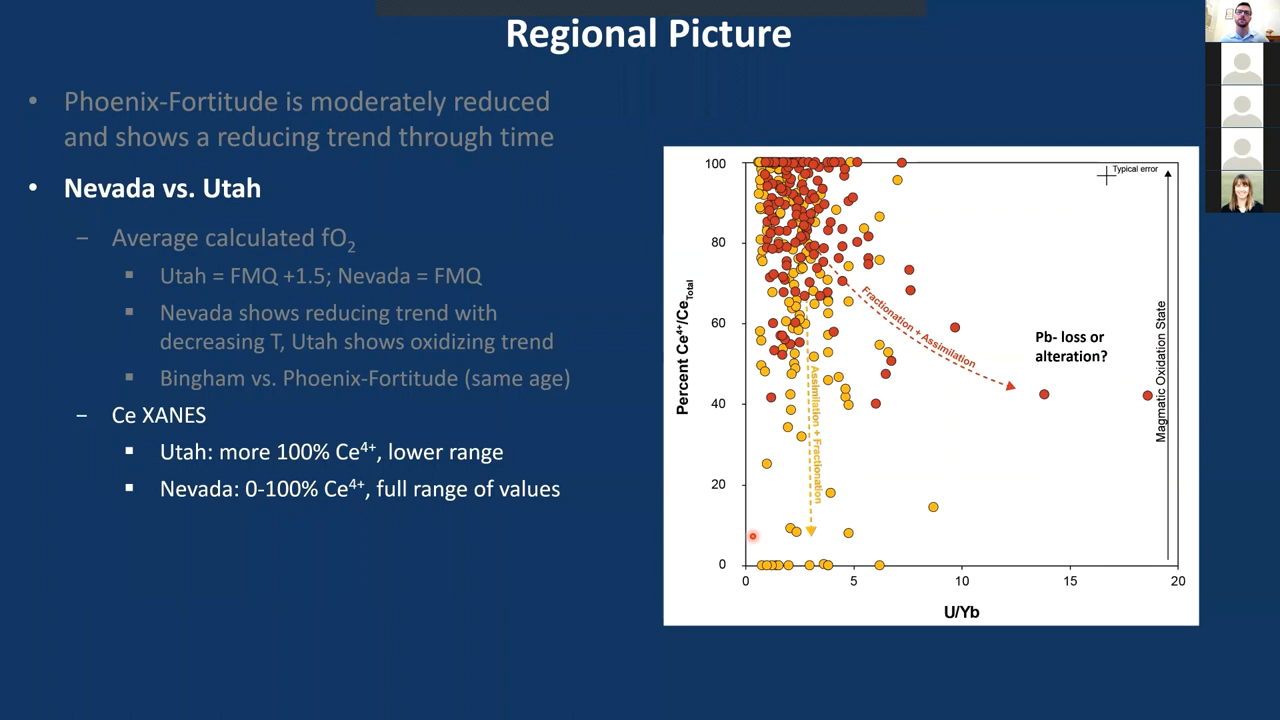 Regional Picture
• Phoenix-Fortitude is moderately reduced
and shows a reducing trend through time
• Nevada vs. Utah
– Average calculated fO₂
▪ Utah = FMQ +1.5; Nevada = FMQ
▪ Nevada shows reducing trend with
decreasing T, Utah shows oxidizing trend
▪ Bingham vs. Phoenix-Fortitude (same age)
– Ce XANES
▪ Utah: more 100% Ce⁴⁺, lower range
▪ Nevada: 0-100% Ce⁴⁺, full range of values
Percent Ce⁴⁺/Ce_Total
100
80
60
40
20
0
0
5
10
15
20
U/Yb
Typical error
Fractionation + Assimilation
Assimilation + Fractionation
Pb- loss or
alteration?
Magmatic Oxidation State